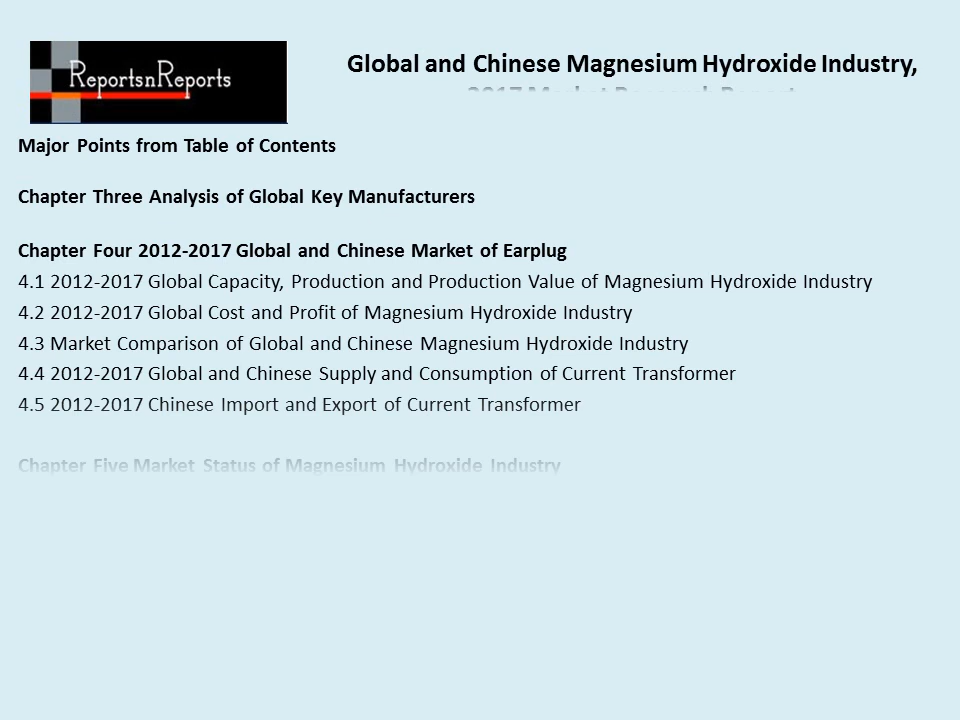 ReportsnReports
Global and Chinese Magnesium Hydroxide Industry,
2017 Market Research Report
Major Points from Table of Contents
Chapter Three Analysis of Global Key Manufacturers
Chapter Four 2012-2017 Global and Chinese Market of Earplug
4.1 2012-2017 Global Capacity, Production and Production Value of Magnesium Hydroxide Industry
4.2 2012-2017 Global Cost and Profit of Magnesium Hydroxide Industry
4.3 Market Comparison of Global and Chinese Magnesium Hydroxide Industry
4.4 2012-2017 Global and Chinese Supply and Consumption of Current Transformer
4.5 2012-2017 Chinese Import and Export of Current Transformer
Chapter Five Market Status of Magnesium Hydroxide Industry